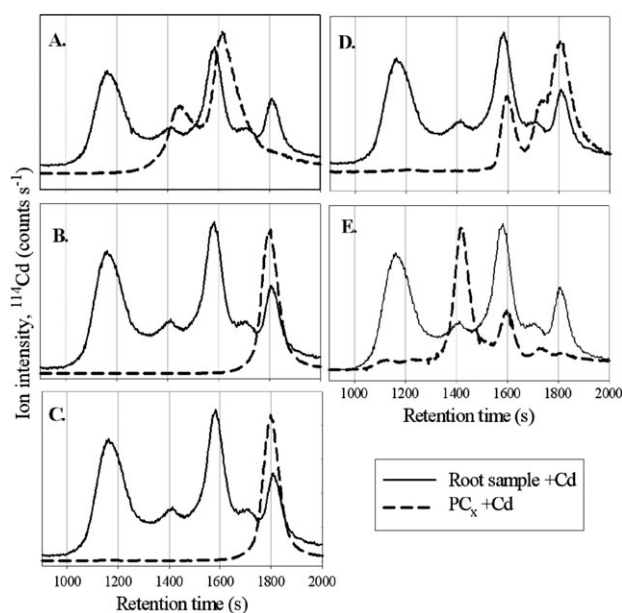 A.
D.
B.
E.
C.
Ion intensity, ¹¹⁴Cd (counts s⁻¹)
1000 1200 1400 1600 1800 2000
Retention time (s)
1000 1200 1400 1600 1800 2000
Retention time (s)
Root sample +Cd
PCₓ +Cd